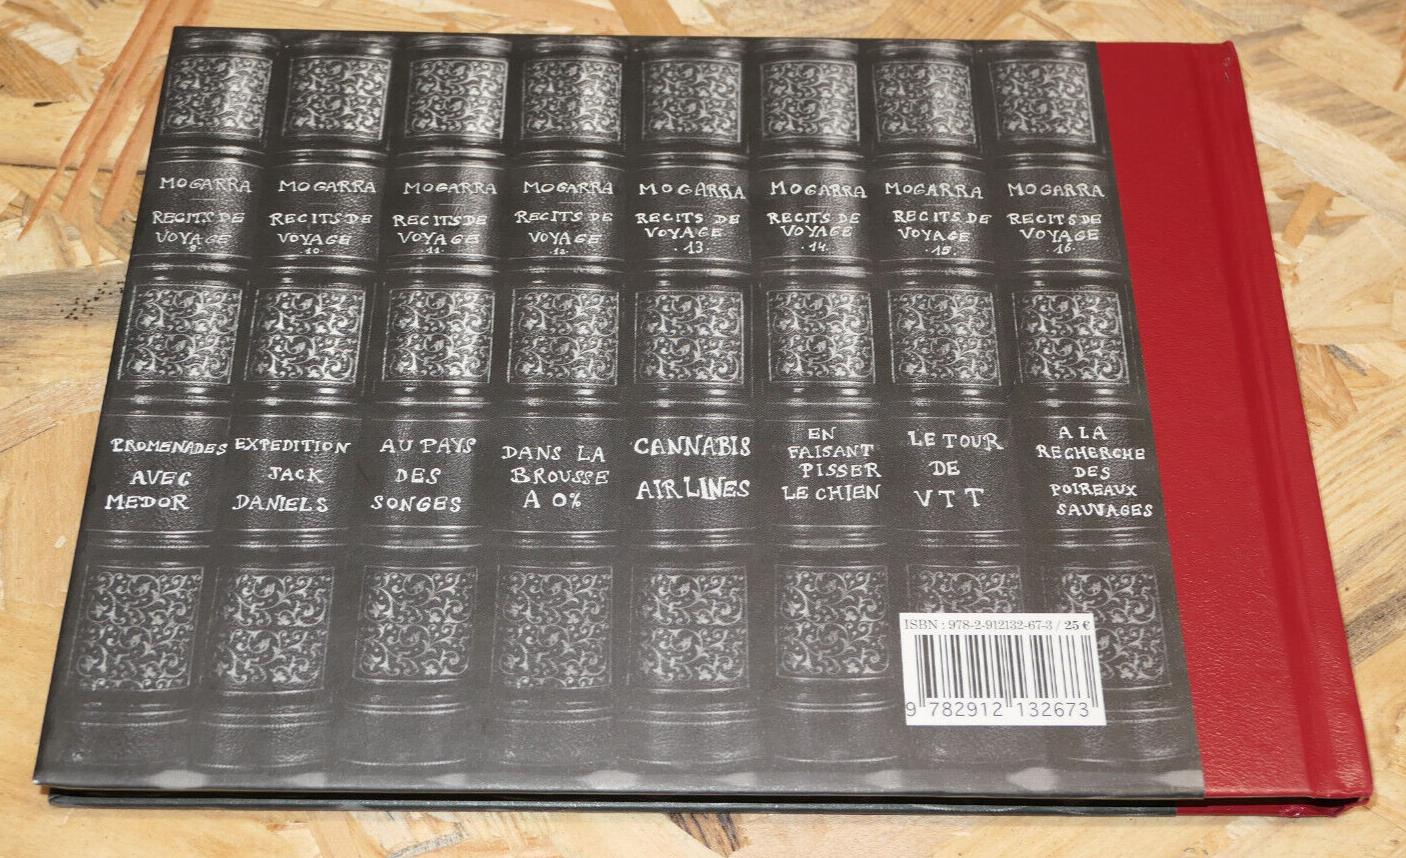 MOGARRA
RECITS DE
VOYAGE
.9.
PROMENADES
AVEC
MEDOR
MOGARRA
RECITS DE
VOYAGE
.10.
EXPEDITION
JACK
DANIELS
MOGARRA
RECITS DE
VOYAGE
.11.
AU PAYS
DES
SONGES
MOGARRA
RECITS DE
VOYAGE
.12.
DANS LA
BROUSSE
A 0%
MOGARRA
RECITS DE
VOYAGE
.13
CANNABIS
AIRLINES
MOGARRA
RECITS DE
VOYAGE
.14.
EN
FAISANT
PISSER
LE CHIEN
MOGARRA
RECITS DE
VOYAGE
.15.
LE TOUR
DE
VTT
MOGARRA
RECITS DE
VOYAGE
.16.
A LA
RECHERCHE
DES
POIREAUX
SAUVAGES
ISBN : 978-2-912132-67-3 / 25 €
9 782912 132673